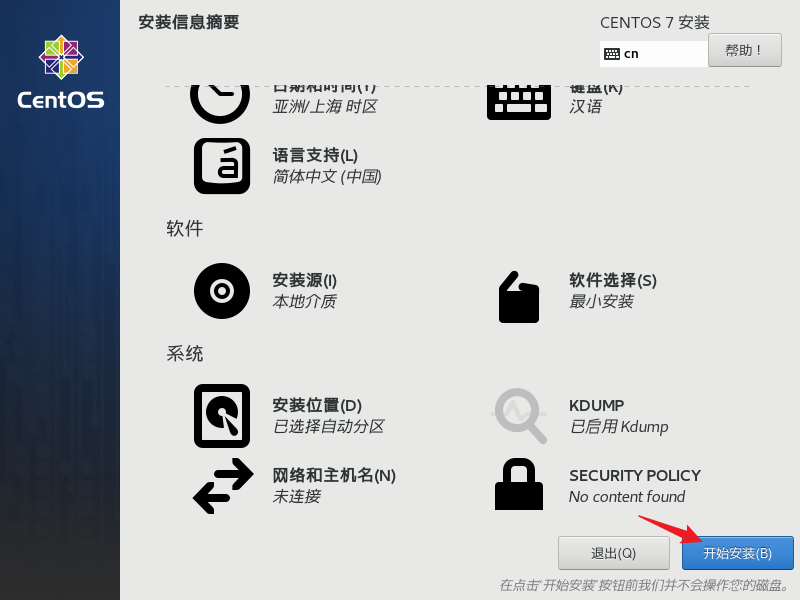 安装信息摘要
CENTOS 7 安装
cn
帮助！
CentOS
日期和时间(T)
亚洲/上海 时区
键盘(K)
汉语
语言支持(L)
简体中文 (中国)
软件
安装源(I)
本地介质
软件选择(S)
最小安装
系统
安装位置(D)
已选择自动分区
KDUMP
已启用 Kdump
网络和主机名(N)
未连接
SECURITY POLICY
No content found
退出(Q)
开始安装(B)
在点击'开始安装'按钮前我们并不会操作您的磁盘。